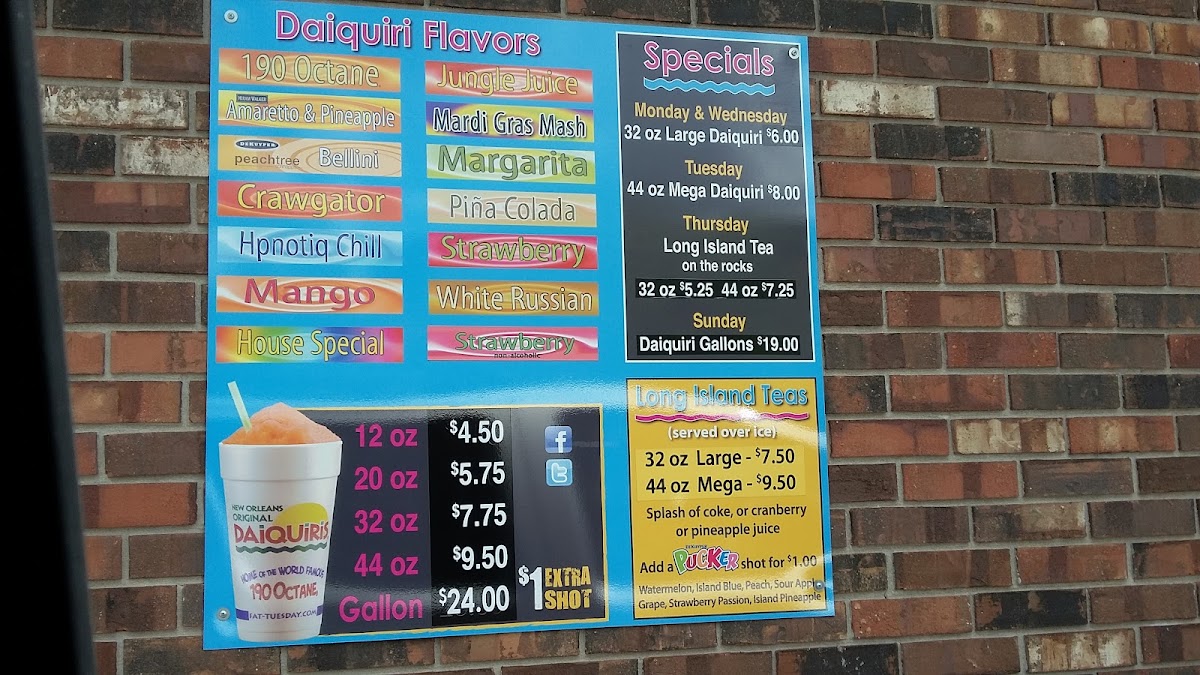 Daiquiri Flavors
190 Octane
HIRAM WALKER
Amaretto & Pineapple
DEKUYPER
peachtree Bellini
Crawgator
Hpnotiq Chill
Mango
House Special
Jungle Juice
Mardi Gras Mash
Margarita
Piña Colada
Strawberry
White Russian
Strawberry
non-alcoholic
Specials
Monday & Wednesday
32 oz Large Daiquiri $6.00
Tuesday
44 oz Mega Daiquiri $8.00
Thursday
Long Island Tea
on the rocks
32 oz $5.25 44 oz $7.25
Sunday
Daiquiri Gallons $19.00
NEW ORLEANS
ORIGINAL
DAIQUIRIS
HOME OF THE WORLD FAMOUS
190 OCTANE
FAT-TUESDAY.COM
12 oz $4.50
20 oz $5.75
32 oz $7.75
44 oz $9.50
Gallon $24.00
$1 EXTRA
SHOT
Long Island Teas
(served over ice)
32 oz Large - $7.50
44 oz Mega - $9.50
Splash of coke, or cranberry
or pineapple juice
Add a PUCKER shot for $1.00
Watermelon, Island Blue, Peach, Sour Apple
Grape, Strawberry Passion, Island Pineapple